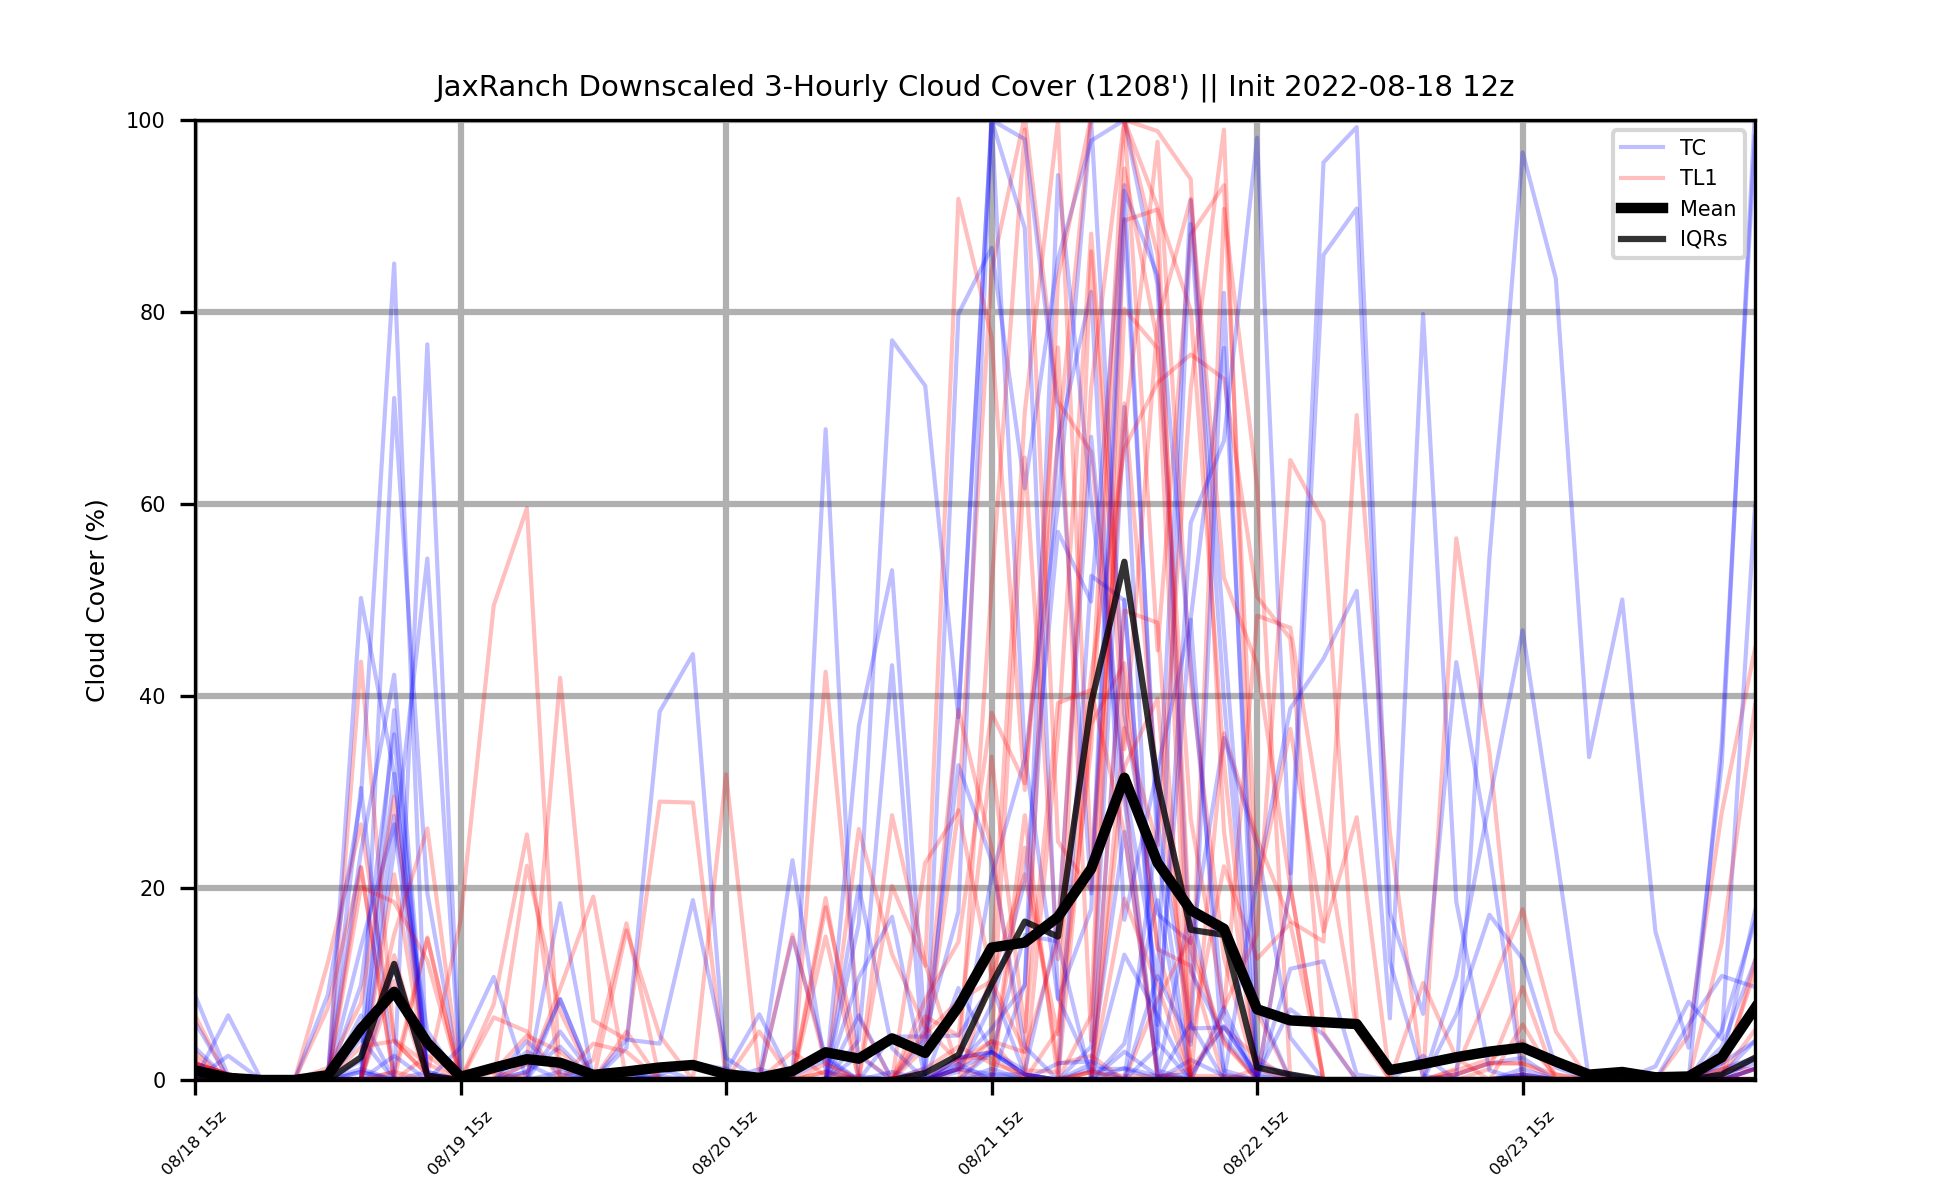 JaxRanch Downscaled 3-Hourly Cloud Cover (1208') || Init 2022-08-18 12z
Cloud Cover (%)
100
80
60
40
20
0
TC
TL1
Mean
IQRs
08/18 15z
08/19 15z
08/20 15z
08/21 15z
08/22 15z
08/23 15z